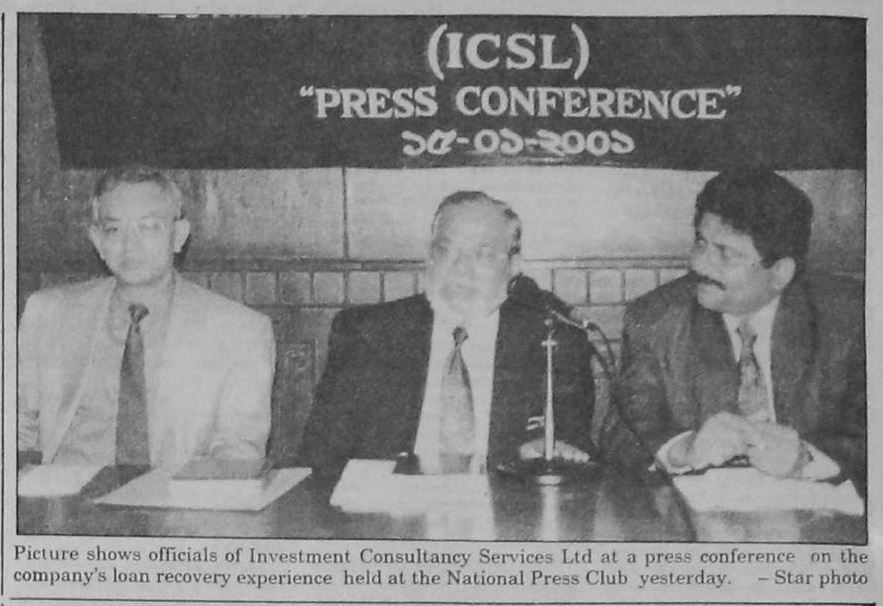 (ICSL)
"PRESS CONFERENCE"
১৫-০১-২০০১
Picture shows officials of Investment Consultancy Services Ltd at a press conference on the
company's loan recovery experience held at the National Press Club yesterday. – Star photo